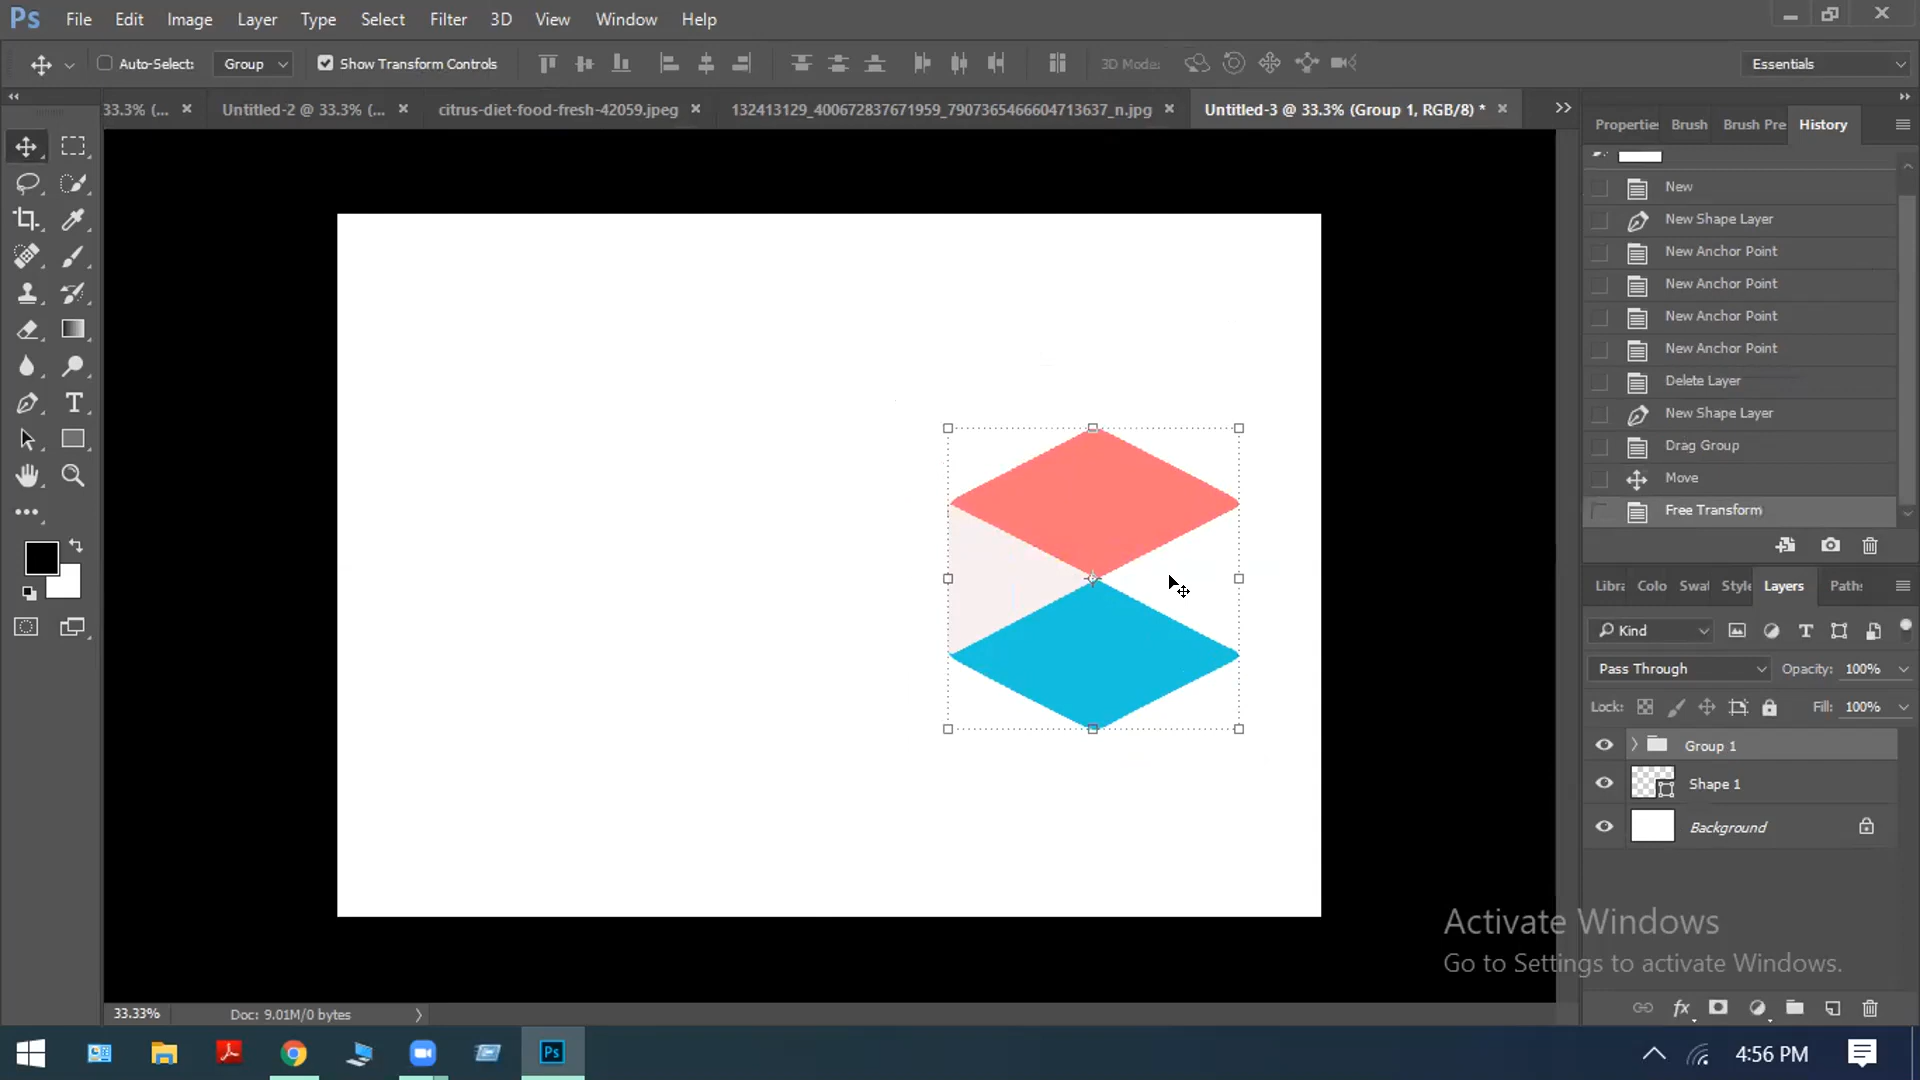 Ps File Edit Image Layer Type Select Filter 3D View Window Help
Auto-Select: Group Show Transform Controls 3D Mode: Essentials
33.3% (... × Untitled-2 @ 33.3% (... × citrus-diet-food-fresh-42059.jpeg × 132413129_400672837671959_7907365466604713637_n.jpg × Untitled-3 @ 33.3% (Group 1, RGB/8) * ×
Propertie Brush Brush Pre History
New
New Shape Layer
New Anchor Point
New Anchor Point
New Anchor Point
New Anchor Point
Delete Layer
New Shape Layer
Drag Group
Move
Free Transform
Libra Colo Swat Style Layers Paths
Kind
Pass Through Opacity: 100%
Lock: Fill: 100%
Group 1
Shape 1
Background
Activate Windows
Go to Settings to activate Windows.
33.33% Doc: 9.01M/0 bytes
fx
Ps 4:56 PM